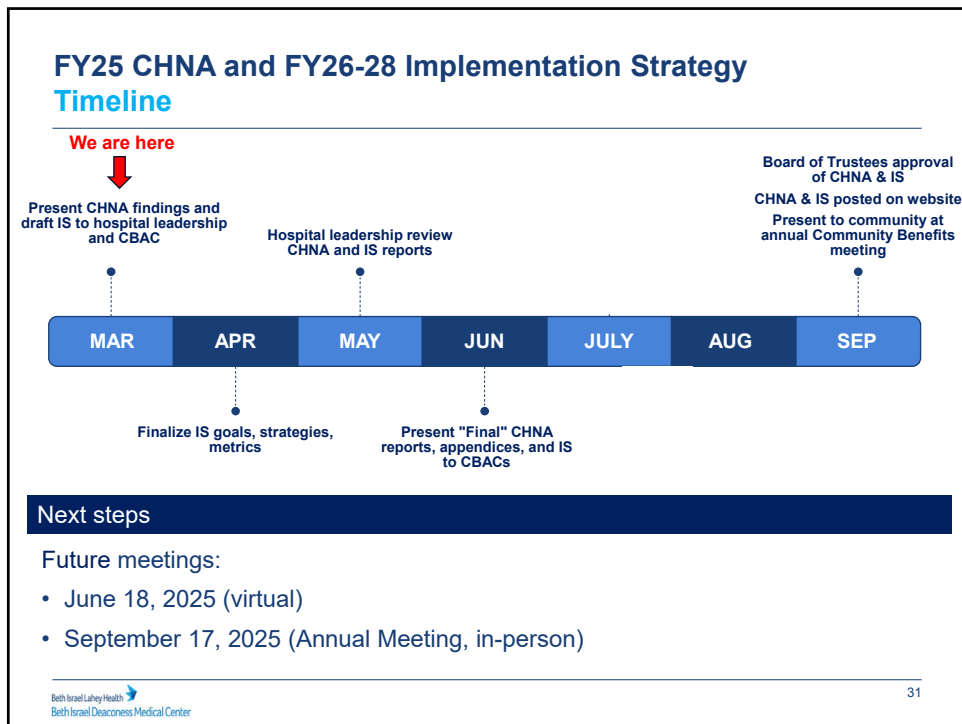 FY25 CHNA and FY26-28 Implementation Strategy
Timeline
We are here
Present CHNA findings and
draft IS to hospital leadership
and CBAC
Hospital leadership review
CHNA and IS reports
Board of Trustees approval
of CHNA & IS
CHNA & IS posted on website
Present to community at
annual Community Benefits
meeting
MAR
APR
MAY
JUN
JULY
AUG
SEP
Finalize IS goals, strategies,
metrics
Present "Final" CHNA
reports, appendices, and IS
to CBACs
Next steps
Future meetings:
• June 18, 2025 (virtual)
• September 17, 2025 (Annual Meeting, in-person)
Beth Israel Lahey Health
Beth Israel Deaconess Medical Center
31